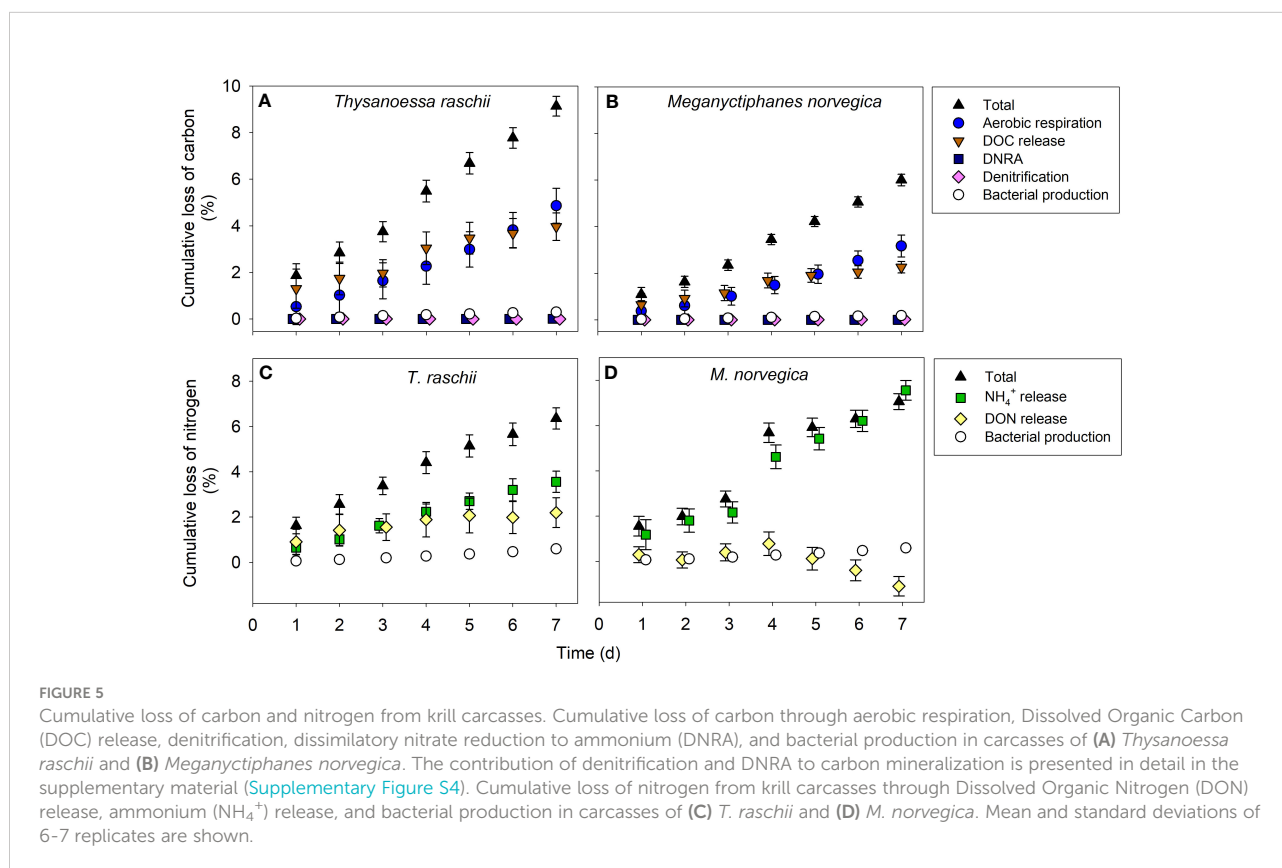 A
Thysanoessa raschii
B
Meganyctiphanes norvegica
Total
Aerobic respiration
DOC release
DNRA
Denitrification
Bacterial production
Cumulative loss of carbon
(%)
10
8
6
4
2
0
C
T. raschii
D
M. norvegica
Total
NH₄⁺ release
DON release
Bacterial production
Cumulative loss of nitrogen
(%)
8
6
4
2
0
0 1 2 3 4 5 6 7 0 1 2 3 4 5 6 7
Time (d)
FIGURE 5
Cumulative loss of carbon and nitrogen from krill carcasses. Cumulative loss of carbon through aerobic respiration, Dissolved Organic Carbon
(DOC) release, denitrification, dissimilatory nitrate reduction to ammonium (DNRA), and bacterial production in carcasses of (A) Thysanoessa
raschii and (B) Meganyctiphanes norvegica. The contribution of denitrification and DNRA to carbon mineralization is presented in detail in the
supplementary material (Supplementary Figure S4). Cumulative loss of nitrogen from krill carcasses through Dissolved Organic Nitrogen (DON)
release, ammonium (NH₄⁺) release, and bacterial production in carcasses of (C) T. raschii and (D) M. norvegica. Mean and standard deviations of
6-7 replicates are shown.